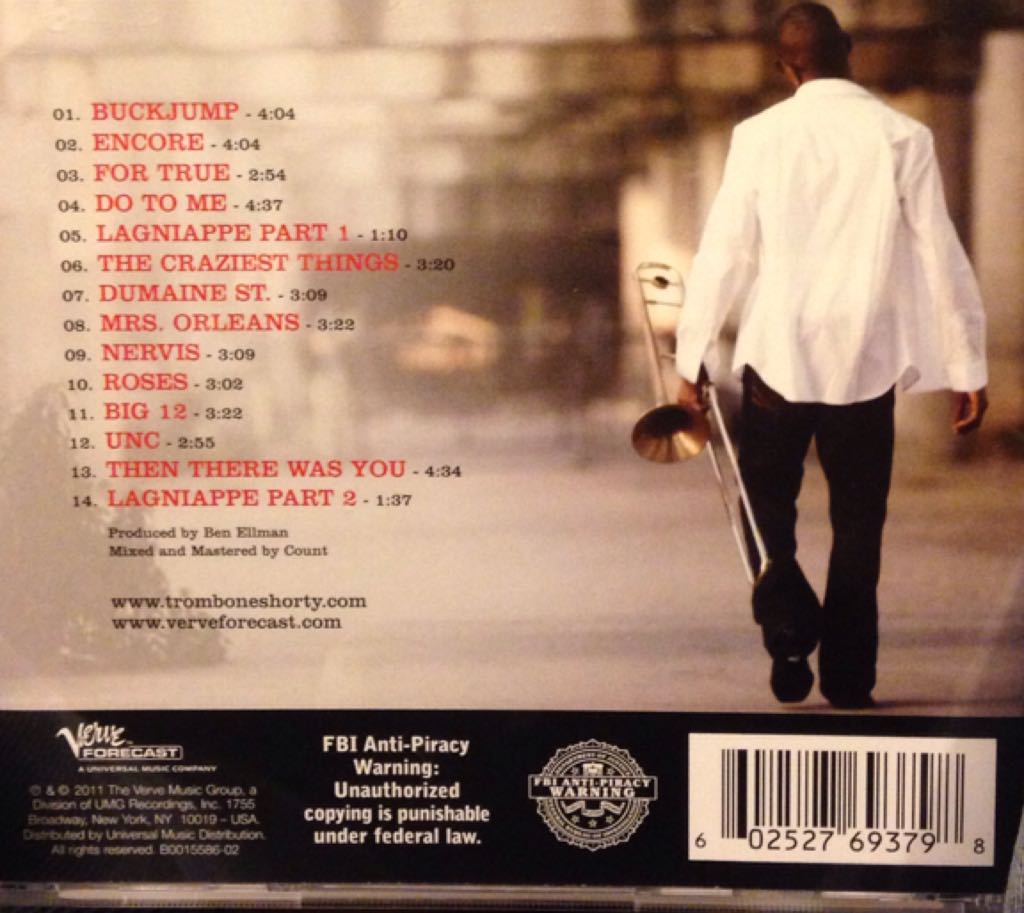 01. BUCKJUMP - 4:04
02. ENCORE - 4:04
03. FOR TRUE - 2:54
04. DO TO ME - 4:37
05. LAGNIAPPE PART 1 - 1:10
06. THE CRAZIEST THINGS - 3:20
07. DUMAINE ST. - 3:09
08. MRS. ORLEANS - 3:22
09. NERVIS - 3:09
10. ROSES - 3:02
11. BIG 12 - 3:22
12. UNC - 2:55
13. THEN THERE WAS YOU - 4:34
14. LAGNIAPPE PART 2 - 1:37
Produced by Ben Ellman
Mixed and Mastered by Count
www.tromboneshorty.com
www.verveforecast.com
Verve
FORECAST
A UNIVERSAL MUSIC COMPANY
℗ & © 2011 The Verve Music Group, a
Division of UMG Recordings, Inc. 1755
Broadway, New York, NY 10019 - USA.
Distributed by Universal Music Distribution.
All rights reserved. B0015586-02
FBI Anti-Piracy
Warning:
Unauthorized
copying is punishable
under federal law.
FBI ANTI-PIRACY
WARNING
6 02527 69379 8